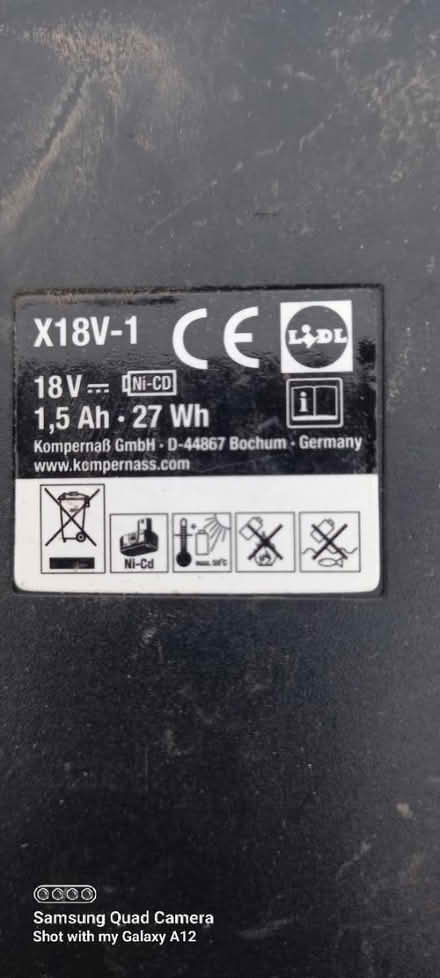 X18V-1 CE LIDL
18V Ni-CD
1,5 Ah · 27 Wh
i
Kompernaß GmbH · D-44867 Bochum · Germany
www.kompernass.com
Ni-Cd
max. 50°C
Samsung Quad Camera
Shot with my Galaxy A12